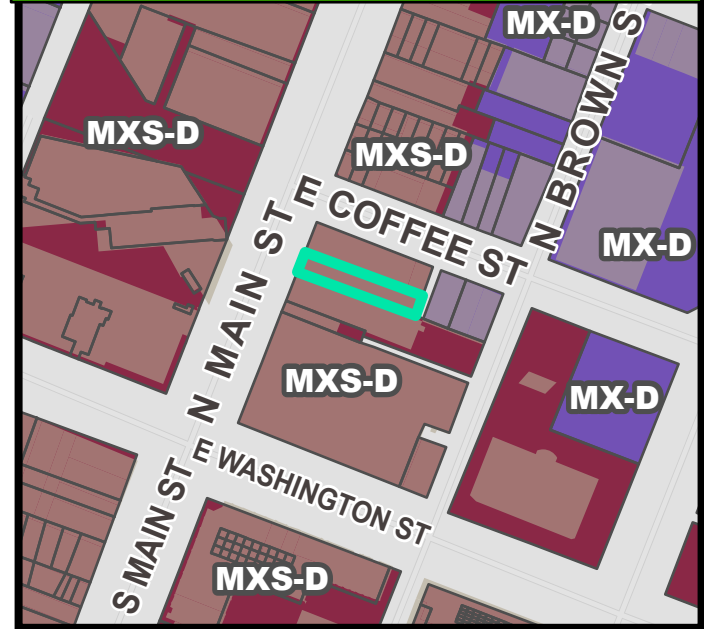 MX-D
MXS-D
MXS-D
N BROWN S
E COFFEE ST
MX-D
N MAIN ST
MXS-D
MX-D
E WASHINGTON ST
S MAIN ST
MXS-D